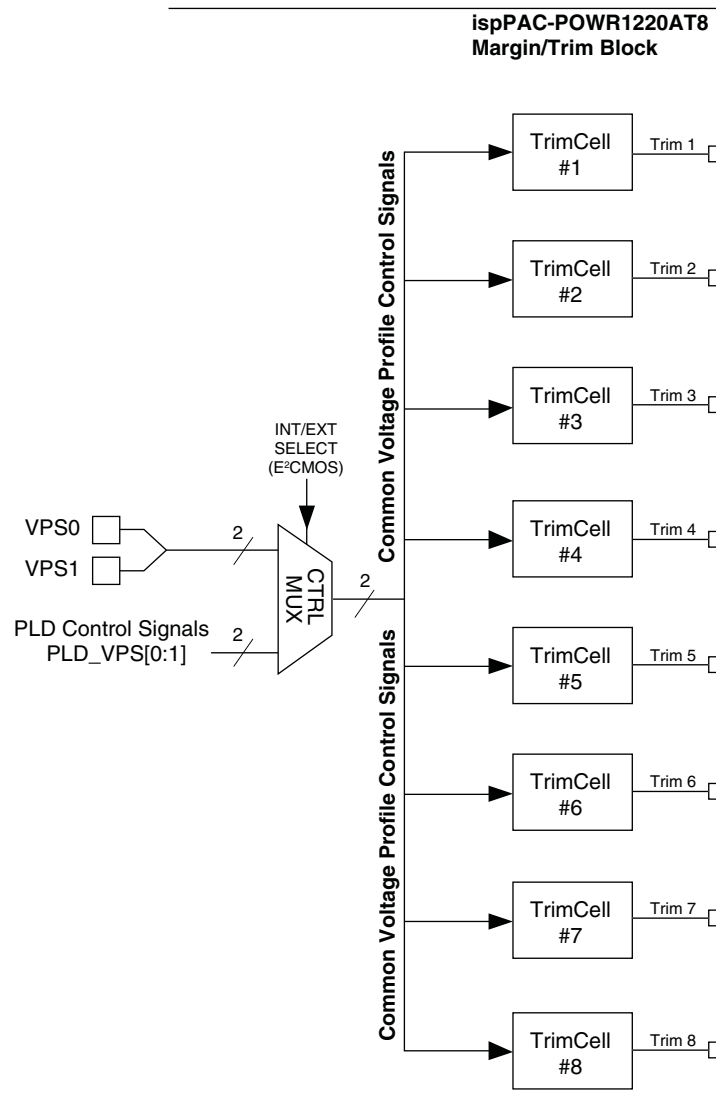 ispPAC-POWR1220AT8
Margin/Trim Block
Common Voltage Profile Control Signals
TrimCell
#1
Trim 1
TrimCell
#2
Trim 2
TrimCell
#3
Trim 3
INT/EXT
SELECT
(E²CMOS)
VPS0
VPS1
2
CTRL
MUX
2
TrimCell
#4
Trim 4
PLD Control Signals
PLD_VPS[0:1]
2
Common Voltage Profile Control Signals
TrimCell
#5
Trim 5
TrimCell
#6
Trim 6
TrimCell
#7
Trim 7
TrimCell
#8
Trim 8